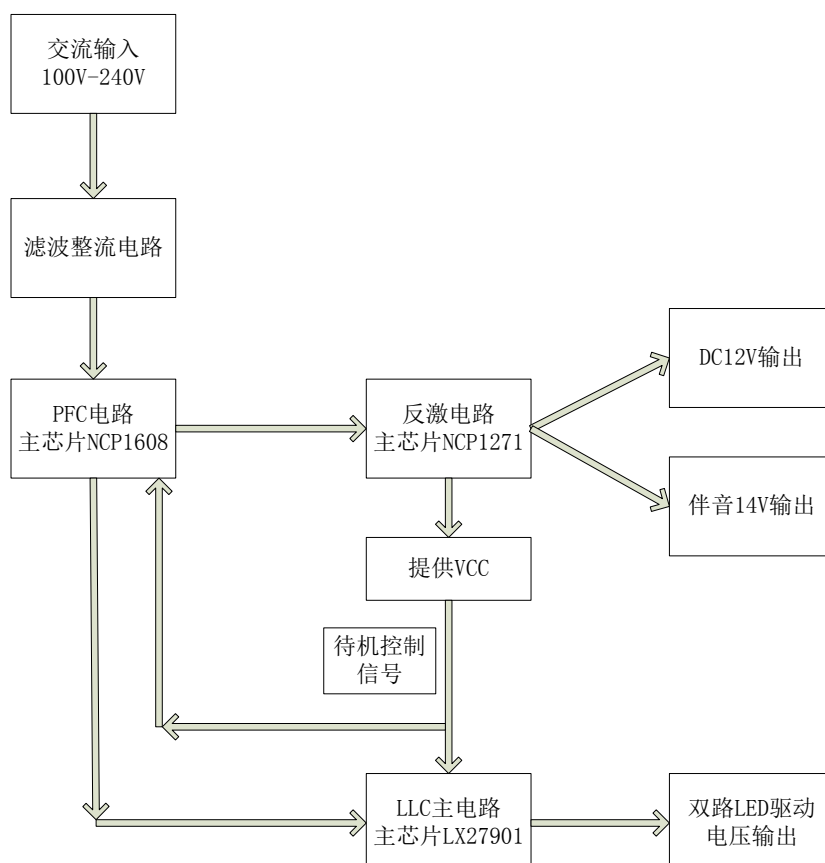 交流输入
100V-240V
滤波整流电路
PFC电路
主芯片NCP1608
反激电路
主芯片NCP1271
DC12V输出
伴音14V输出
提供VCC
待机控制
信号
LLC主电路
主芯片LX27901
双路LED驱动
电压输出